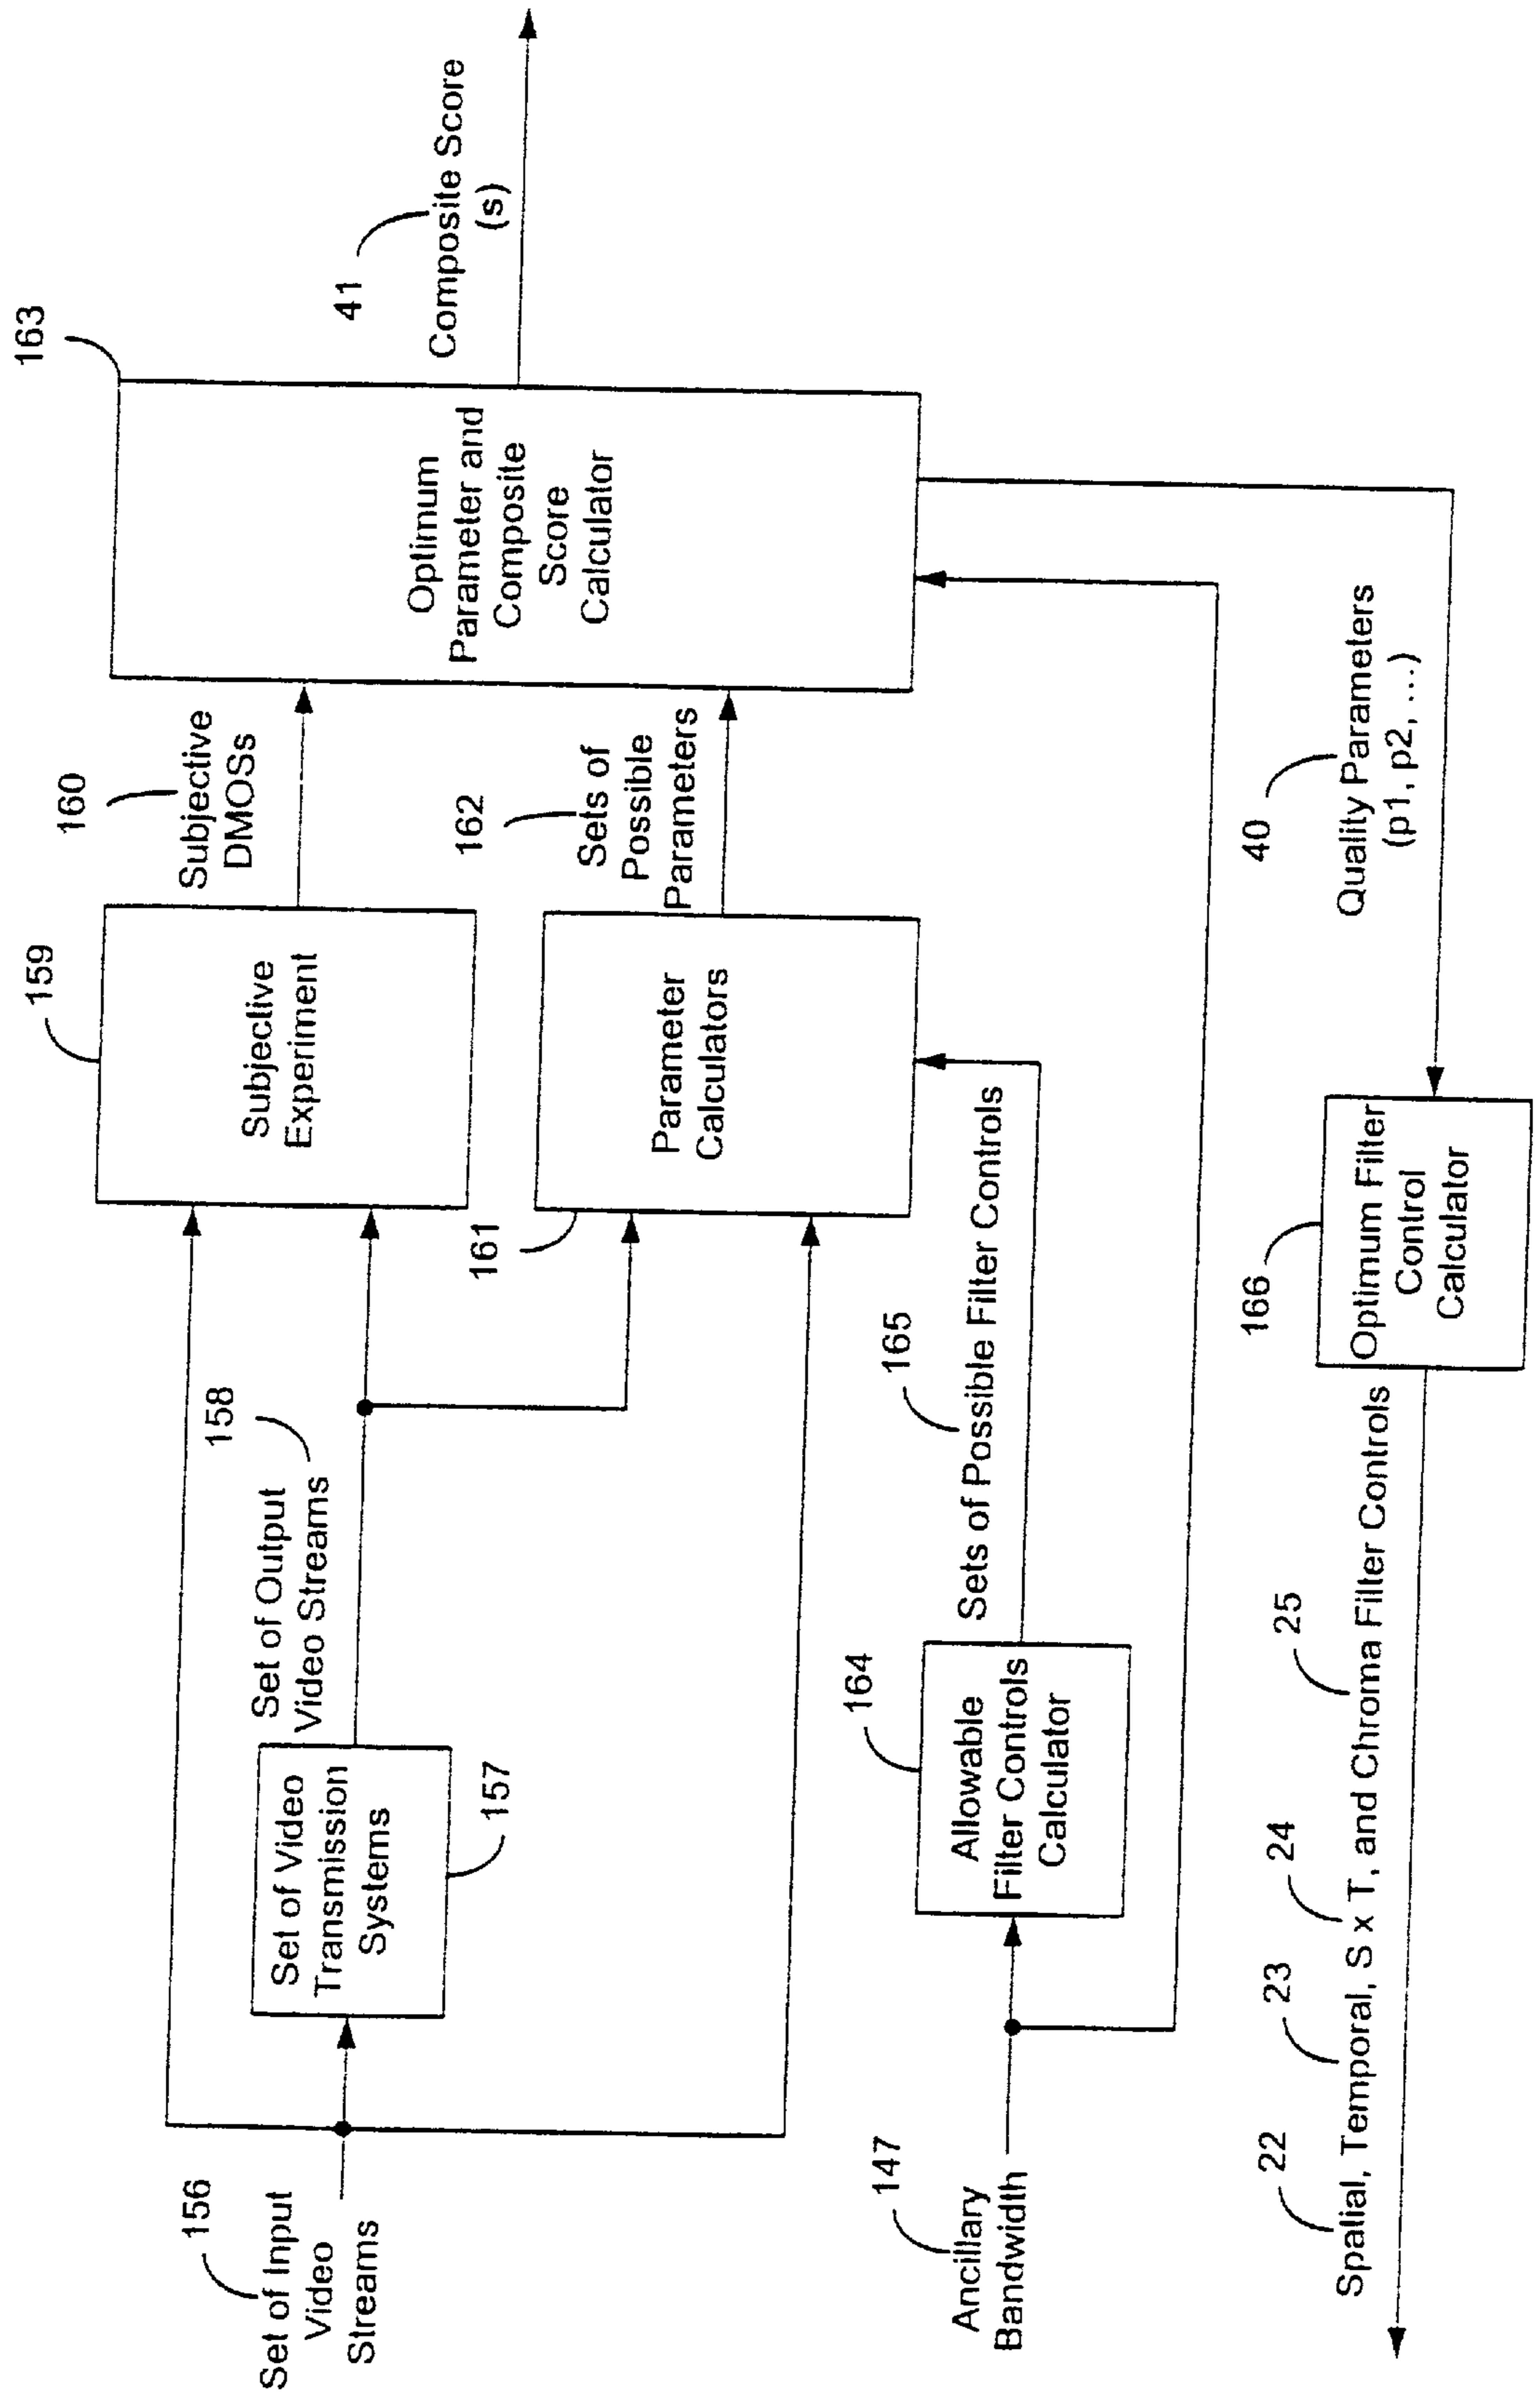 156
Set of Input
Video
Streams
Set of Video
Transmission
Systems
157
158
Set of Output
Video Streams
159
Subjective
Experiment
160
Subjective
DMOSs
161
Parameter
Calculators
162
Sets of
Possible
Parameters
163
Optimum
Parameter and
Composite
Score
Calculator
41
Composite Score
(s)
147
Ancillary
Bandwidth
164
Allowable
Filter Controls
Calculator
165
Sets of Possible Filter Controls
40
Quality Parameters
(p1, p2, ...)
166
Optimum Filter
Control
Calculator
22 23 24 25
Spatial, Temporal, S x T, and Chroma Filter Controls